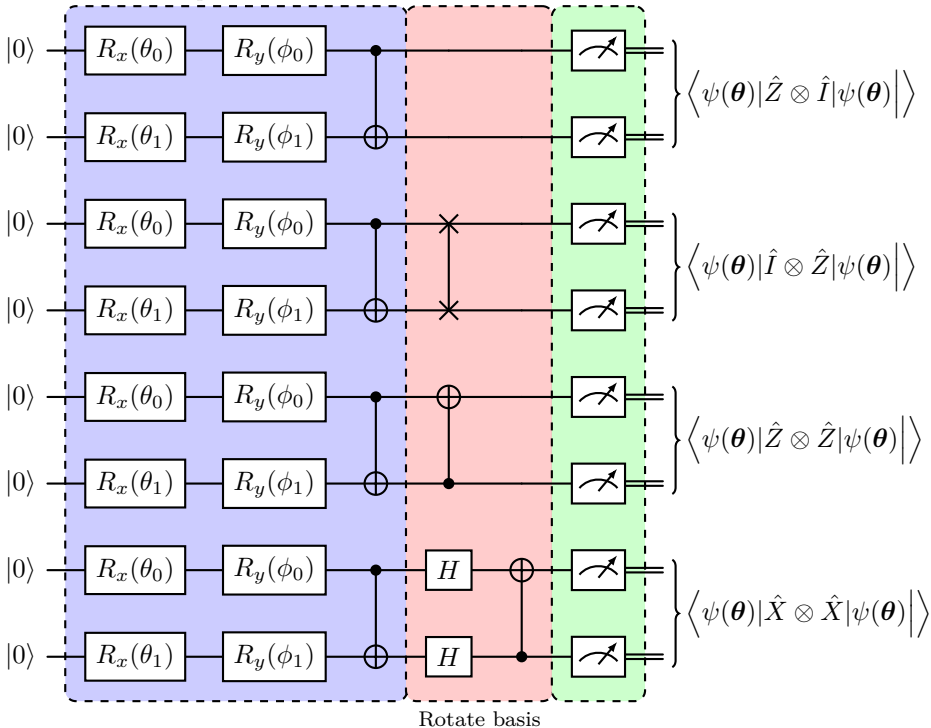 |0⟩ R_x(θ_0) R_y(ϕ_0)
|0⟩ R_x(θ_1) R_y(ϕ_1)
⟨ψ(θ)|Ẑ ⊗ Î|ψ(θ)|⟩
|0⟩ R_x(θ_0) R_y(ϕ_0)
|0⟩ R_x(θ_1) R_y(ϕ_1)
⟨ψ(θ)|Î ⊗ Ẑ|ψ(θ)|⟩
|0⟩ R_x(θ_0) R_y(ϕ_0)
|0⟩ R_x(θ_1) R_y(ϕ_1)
⟨ψ(θ)|Ẑ ⊗ Ẑ|ψ(θ)|⟩
|0⟩ R_x(θ_0) R_y(ϕ_0) H
|0⟩ R_x(θ_1) R_y(ϕ_1) H
⟨ψ(θ)|X̂ ⊗ X̂|ψ(θ)|⟩
Rotate basis